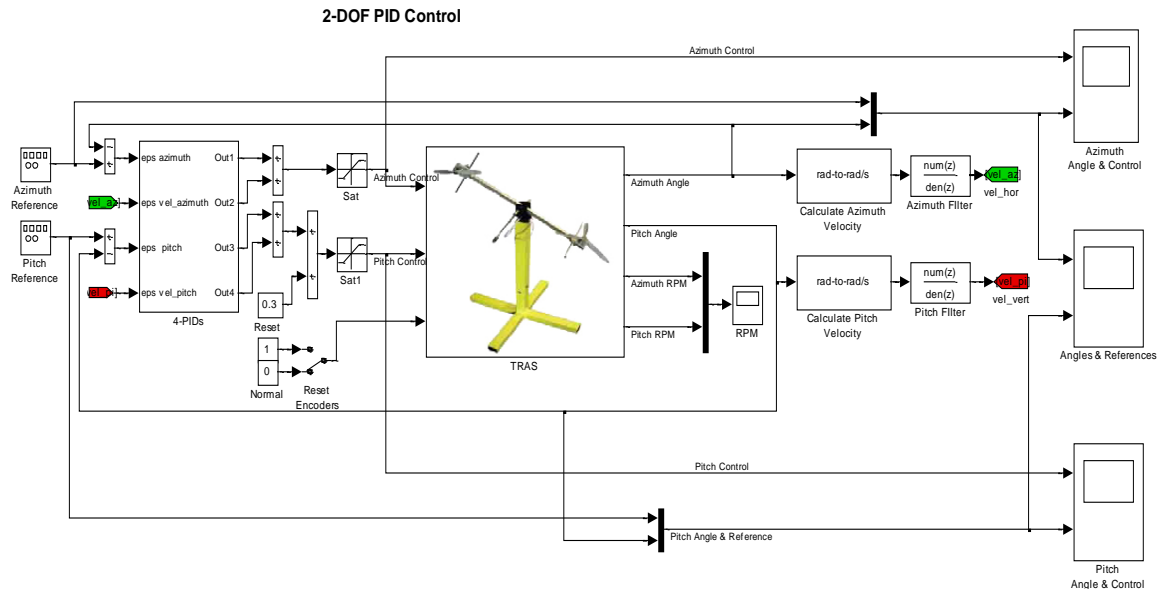 2-DOF PID Control
Azimuth Control
Azimuth
Reference
Pitch
Reference
eps azimuth
eps vel_azimuth
eps pitch
eps vel_pitch
Out1
Out2
Out3
Out4
4-PIDs
Sat
Azimuth Control
Sat1
Pitch Control
0.3
Reset
1
0
Normal
Reset
Encoders
TRAS
Azimuth Angle
Pitch Angle
Azimuth RPM
Pitch RPM
RPM
rad-to-rad/s
Calculate Azimuth
Velocity
num(z)
den(z)
Azimuth FIlter
vel_hor
rad-to-rad/s
Calculate Pitch
Velocity
num(z)
den(z)
Pitch FIlter
vel_vert
Azimuth
Angle & Control
Angles & References
Pitch Control
Pitch Angle & Reference
Pitch
Angle & Control